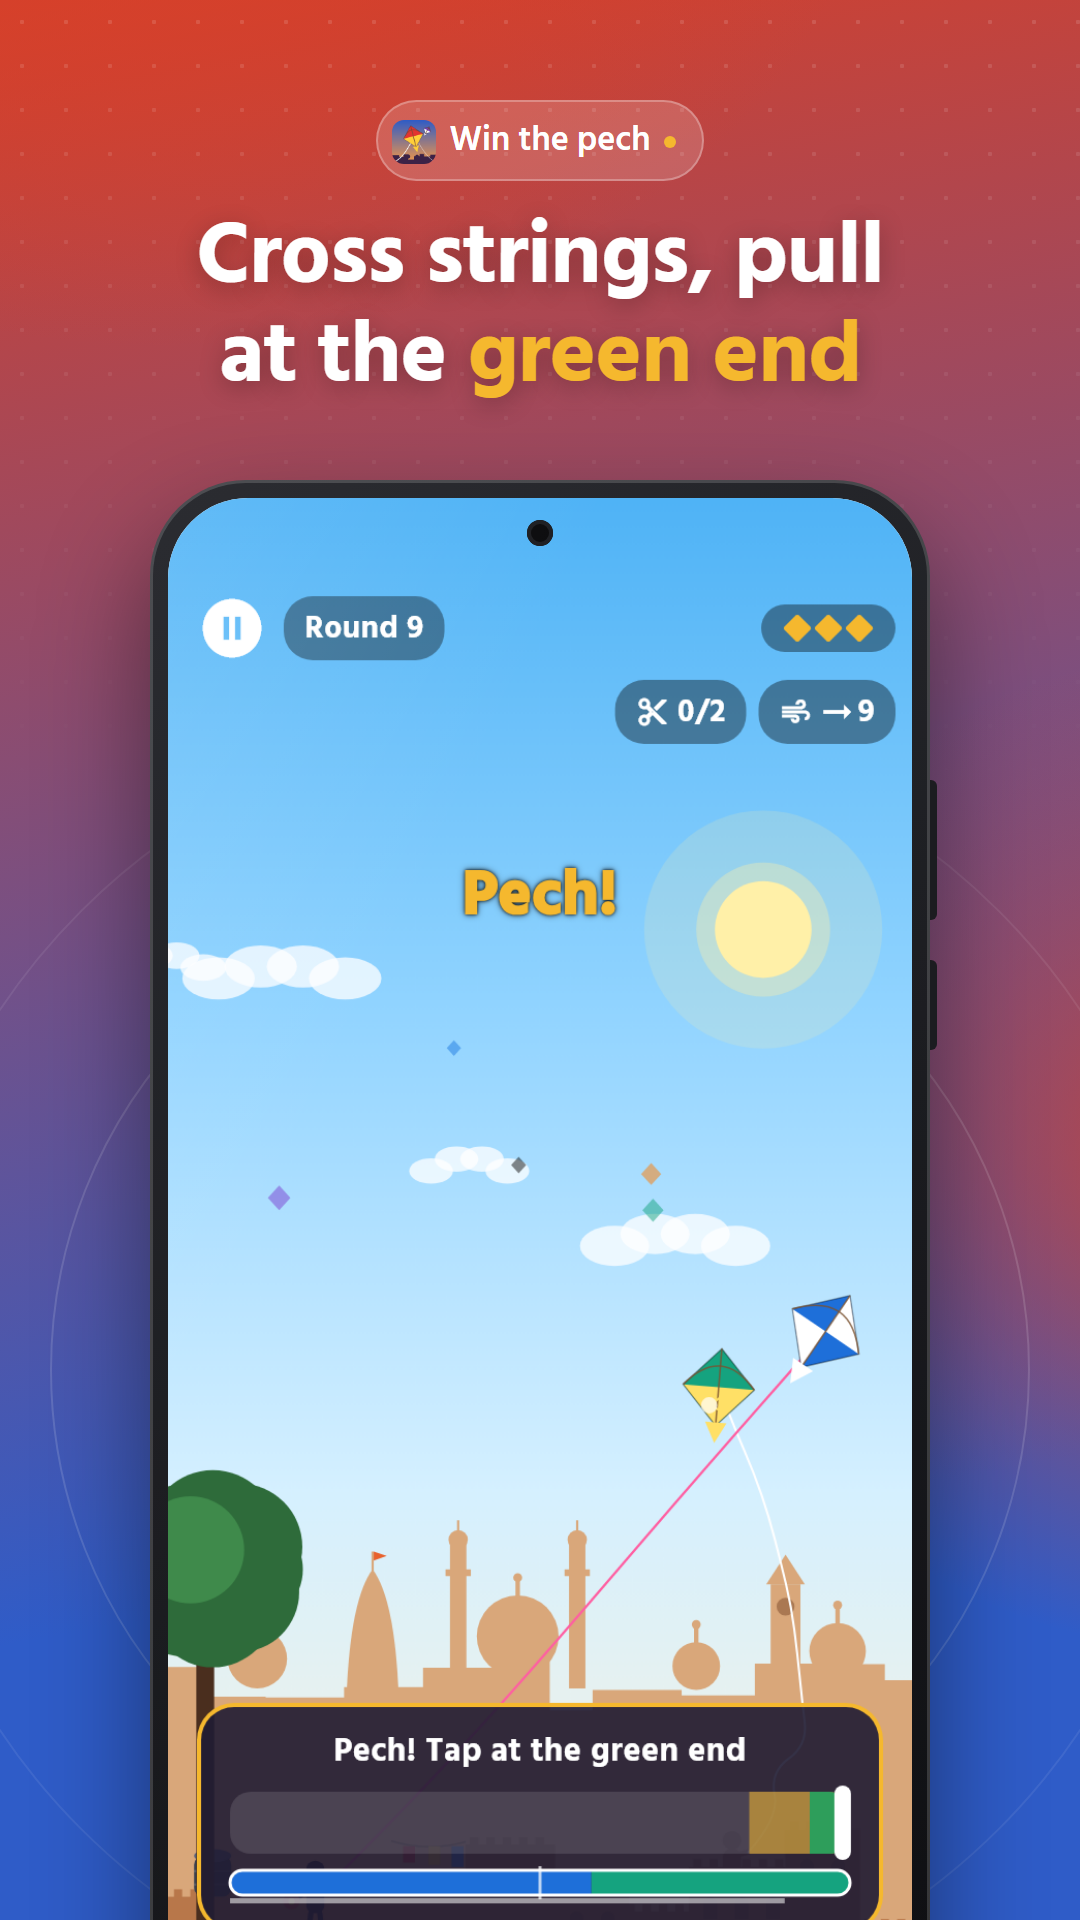 Win the pech
Cross strings, pull
at the green end
Round 9
0/2
→9
Pech!
Pech! Tap at the green end